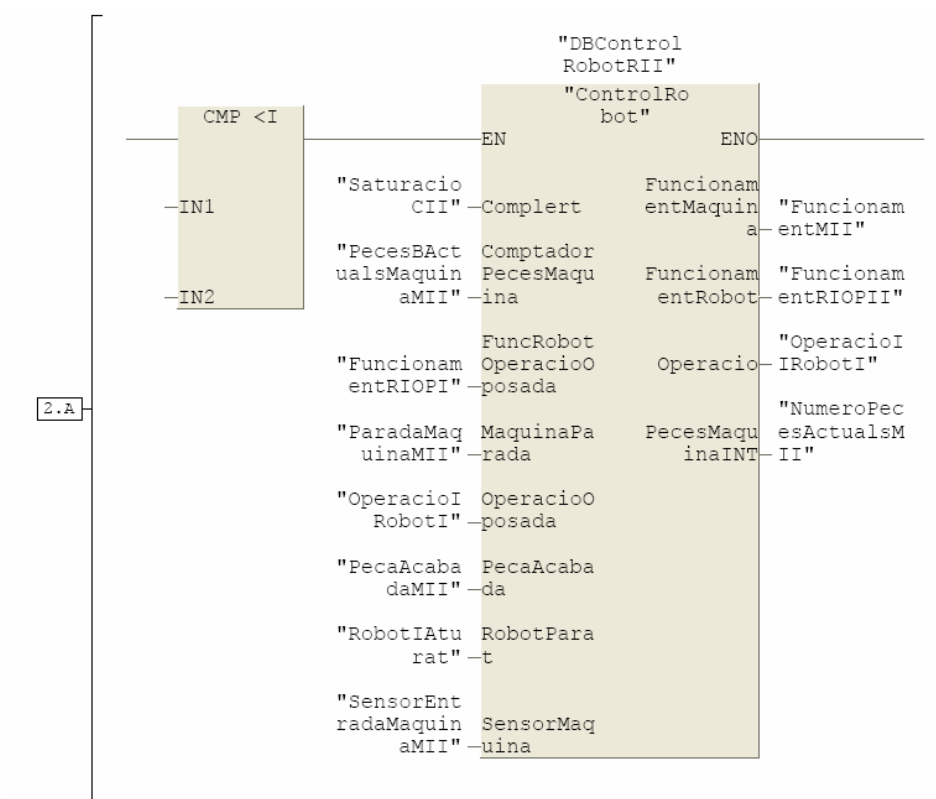 "DBControl
RobotRII"
"ControlRo
bot"
CMP <I
EN
ENO
IN1
IN2
"Saturacio
CII"
Complert
"PecesBAct
ualsMaquin
aMII"
Comptador
PecesMaqu
ina
"Funcionam
entRIOPI"
FuncRobot
OperacioO
posada
"ParadaMaq
uinaMII"
MaquinaPa
rada
"OperacioI
RobotI"
OperacioO
posada
"PecaAcaba
daMII"
PecaAcaba
da
"RobotIAtu
rat"
RobotPara
t
"SensorEnt
radaMaquin
aMII"
SensorMaq
uina
Funcionam
entMaquin
a
"Funcionam
entMII"
Funcionam
entRobot
"Funcionam
entRIOPII"
Operacio
"OperacioI
IRobotI"
PecesMaqu
inaINT
"NumeroPec
esActualsM
II"
2.A